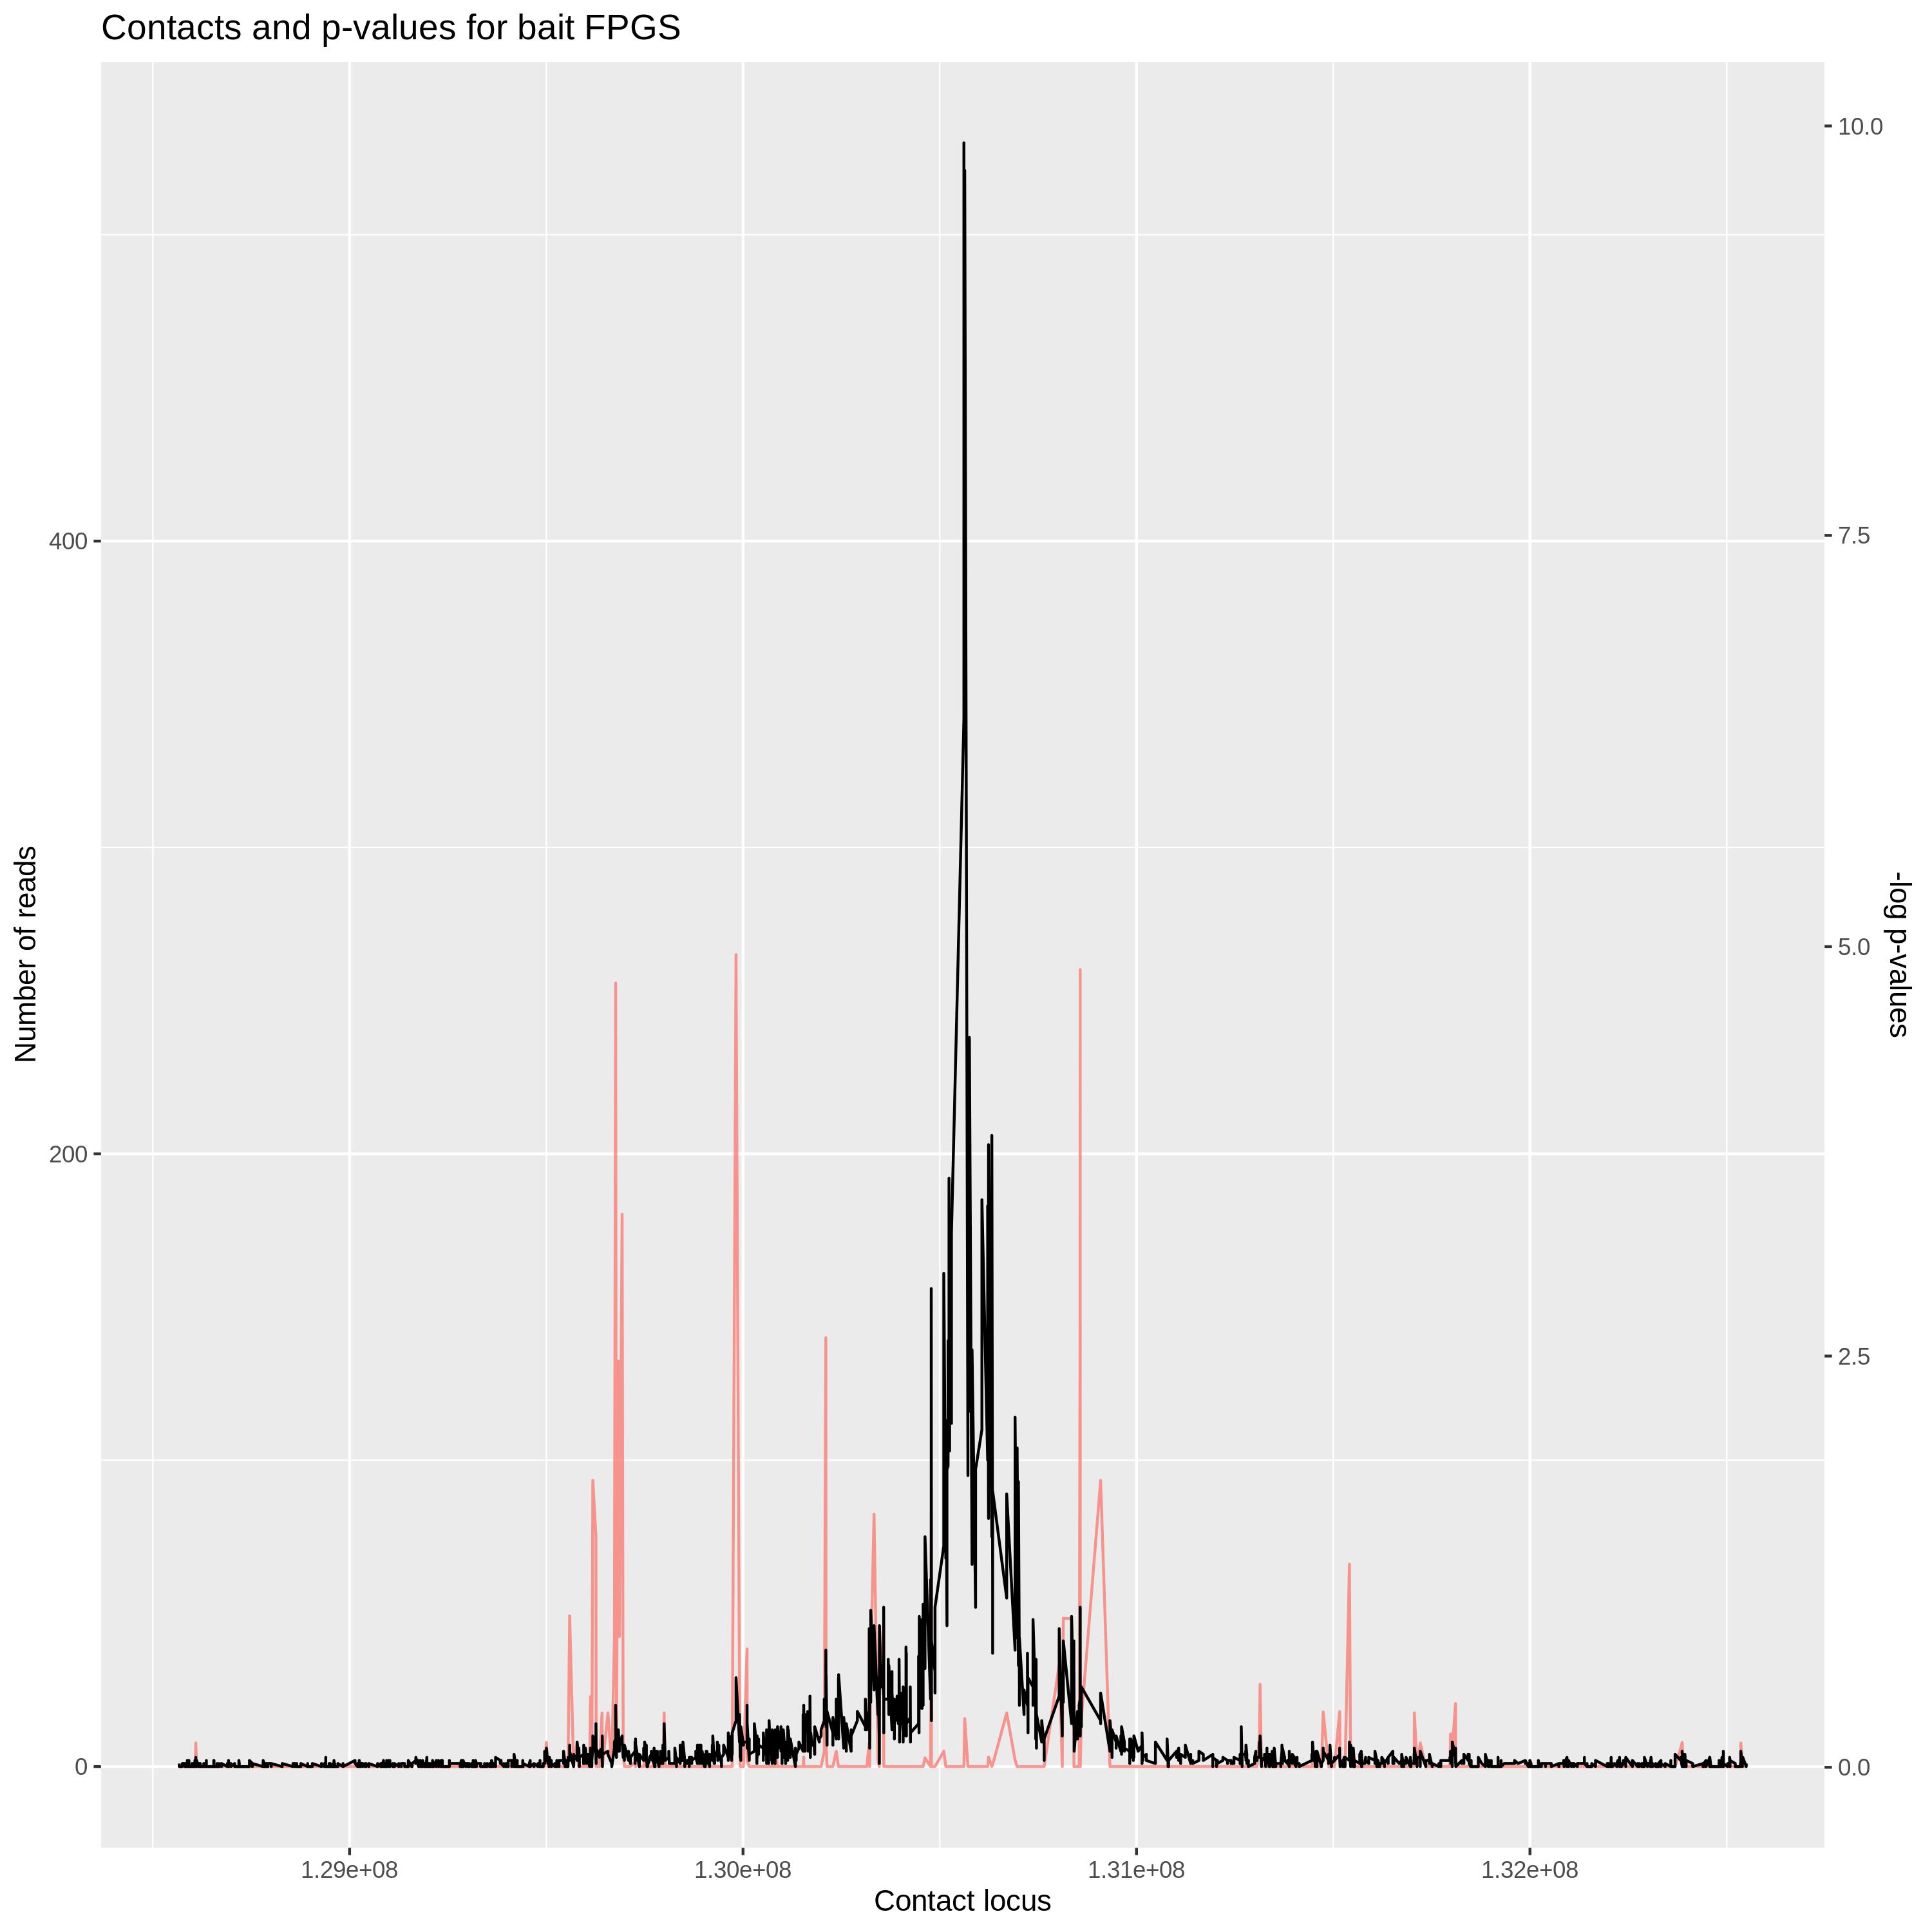 Contacts and p-values for bait FPGS
10.0
400
7.5
Number of reads
-log p-values
5.0
200
2.5
0
0.0
1.29e+08 1.30e+08 1.31e+08 1.32e+08
Contact locus